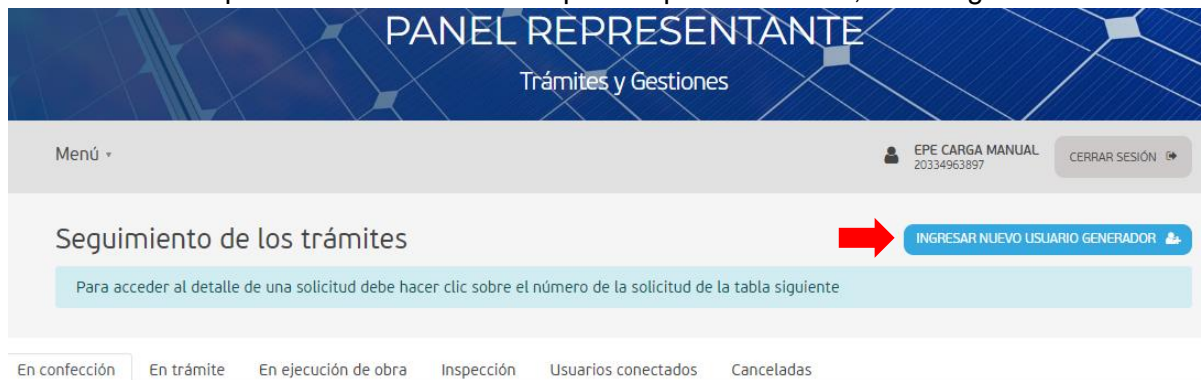 PANEL REPRESENTANTE
Trámites y Gestiones
Menú
EPE CARGA MANUAL
20334963897
CERRAR SESIÓN
Seguimiento de los trámites
INGRESAR NUEVO USUARIO GENERADOR
Para acceder al detalle de una solicitud debe hacer clic sobre el número de la solicitud de la tabla siguiente
En confección En trámite En ejecución de obra Inspección Usuarios conectados Canceladas